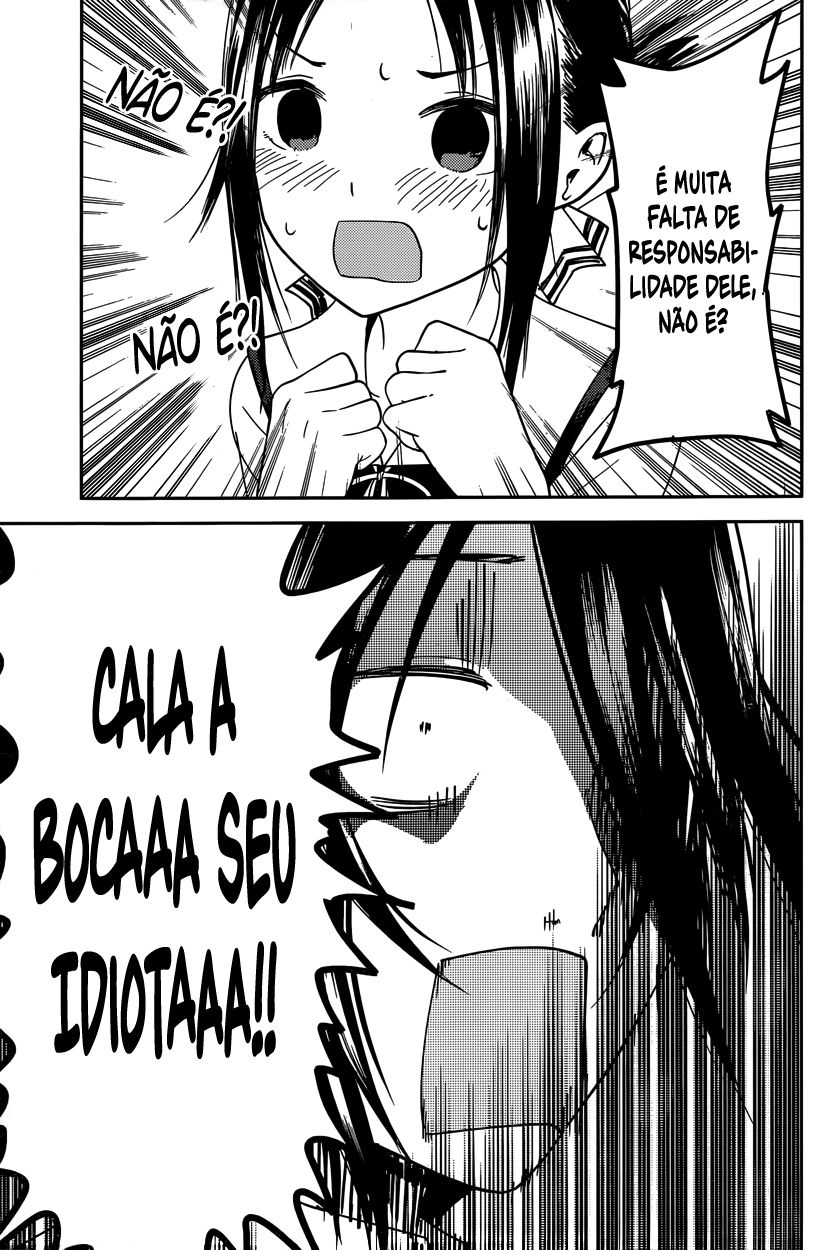 É MUITA
FALTA DE
RESPONSABI-
LIDADE DELE,
NÃO É?
NÃO É?!
NÃO É?!
CALA A
BOCAAA SEU
IDIOTAAA!!